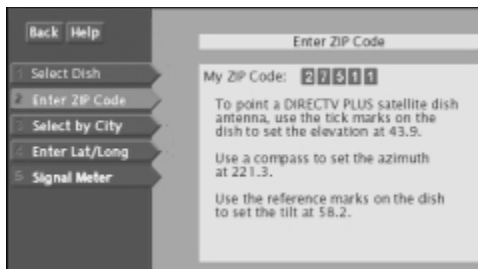 Back Help
Enter ZIP Code
1 Select Dish
2 Enter ZIP Code
3 Select by City
4 Enter Lat/Long
5 Signal Meter
My ZIP Code: 27511
To point a DIRECTV PLUS satellite dish
antenna, use the tick marks on the
dish to set the elevation at 43.9.
Use a compass to set the azimuth
at 221.3.
Use the reference marks on the dish
to set the tilt at 58.2.